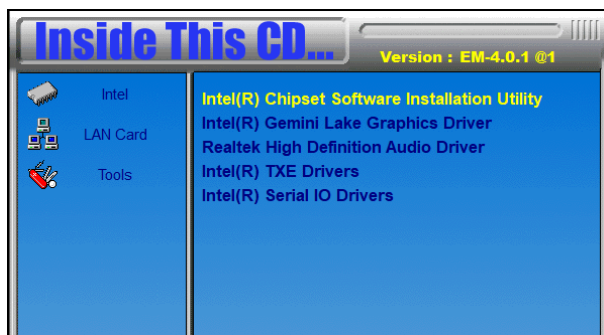 Inside This CD...
Version : EM-4.0.1 @1
Intel
LAN Card
Tools
Intel(R) Chipset Software Installation Utility
Intel(R) Gemini Lake Graphics Driver
Realtek High Definition Audio Driver
Intel(R) TXE Drivers
Intel(R) Serial IO Drivers